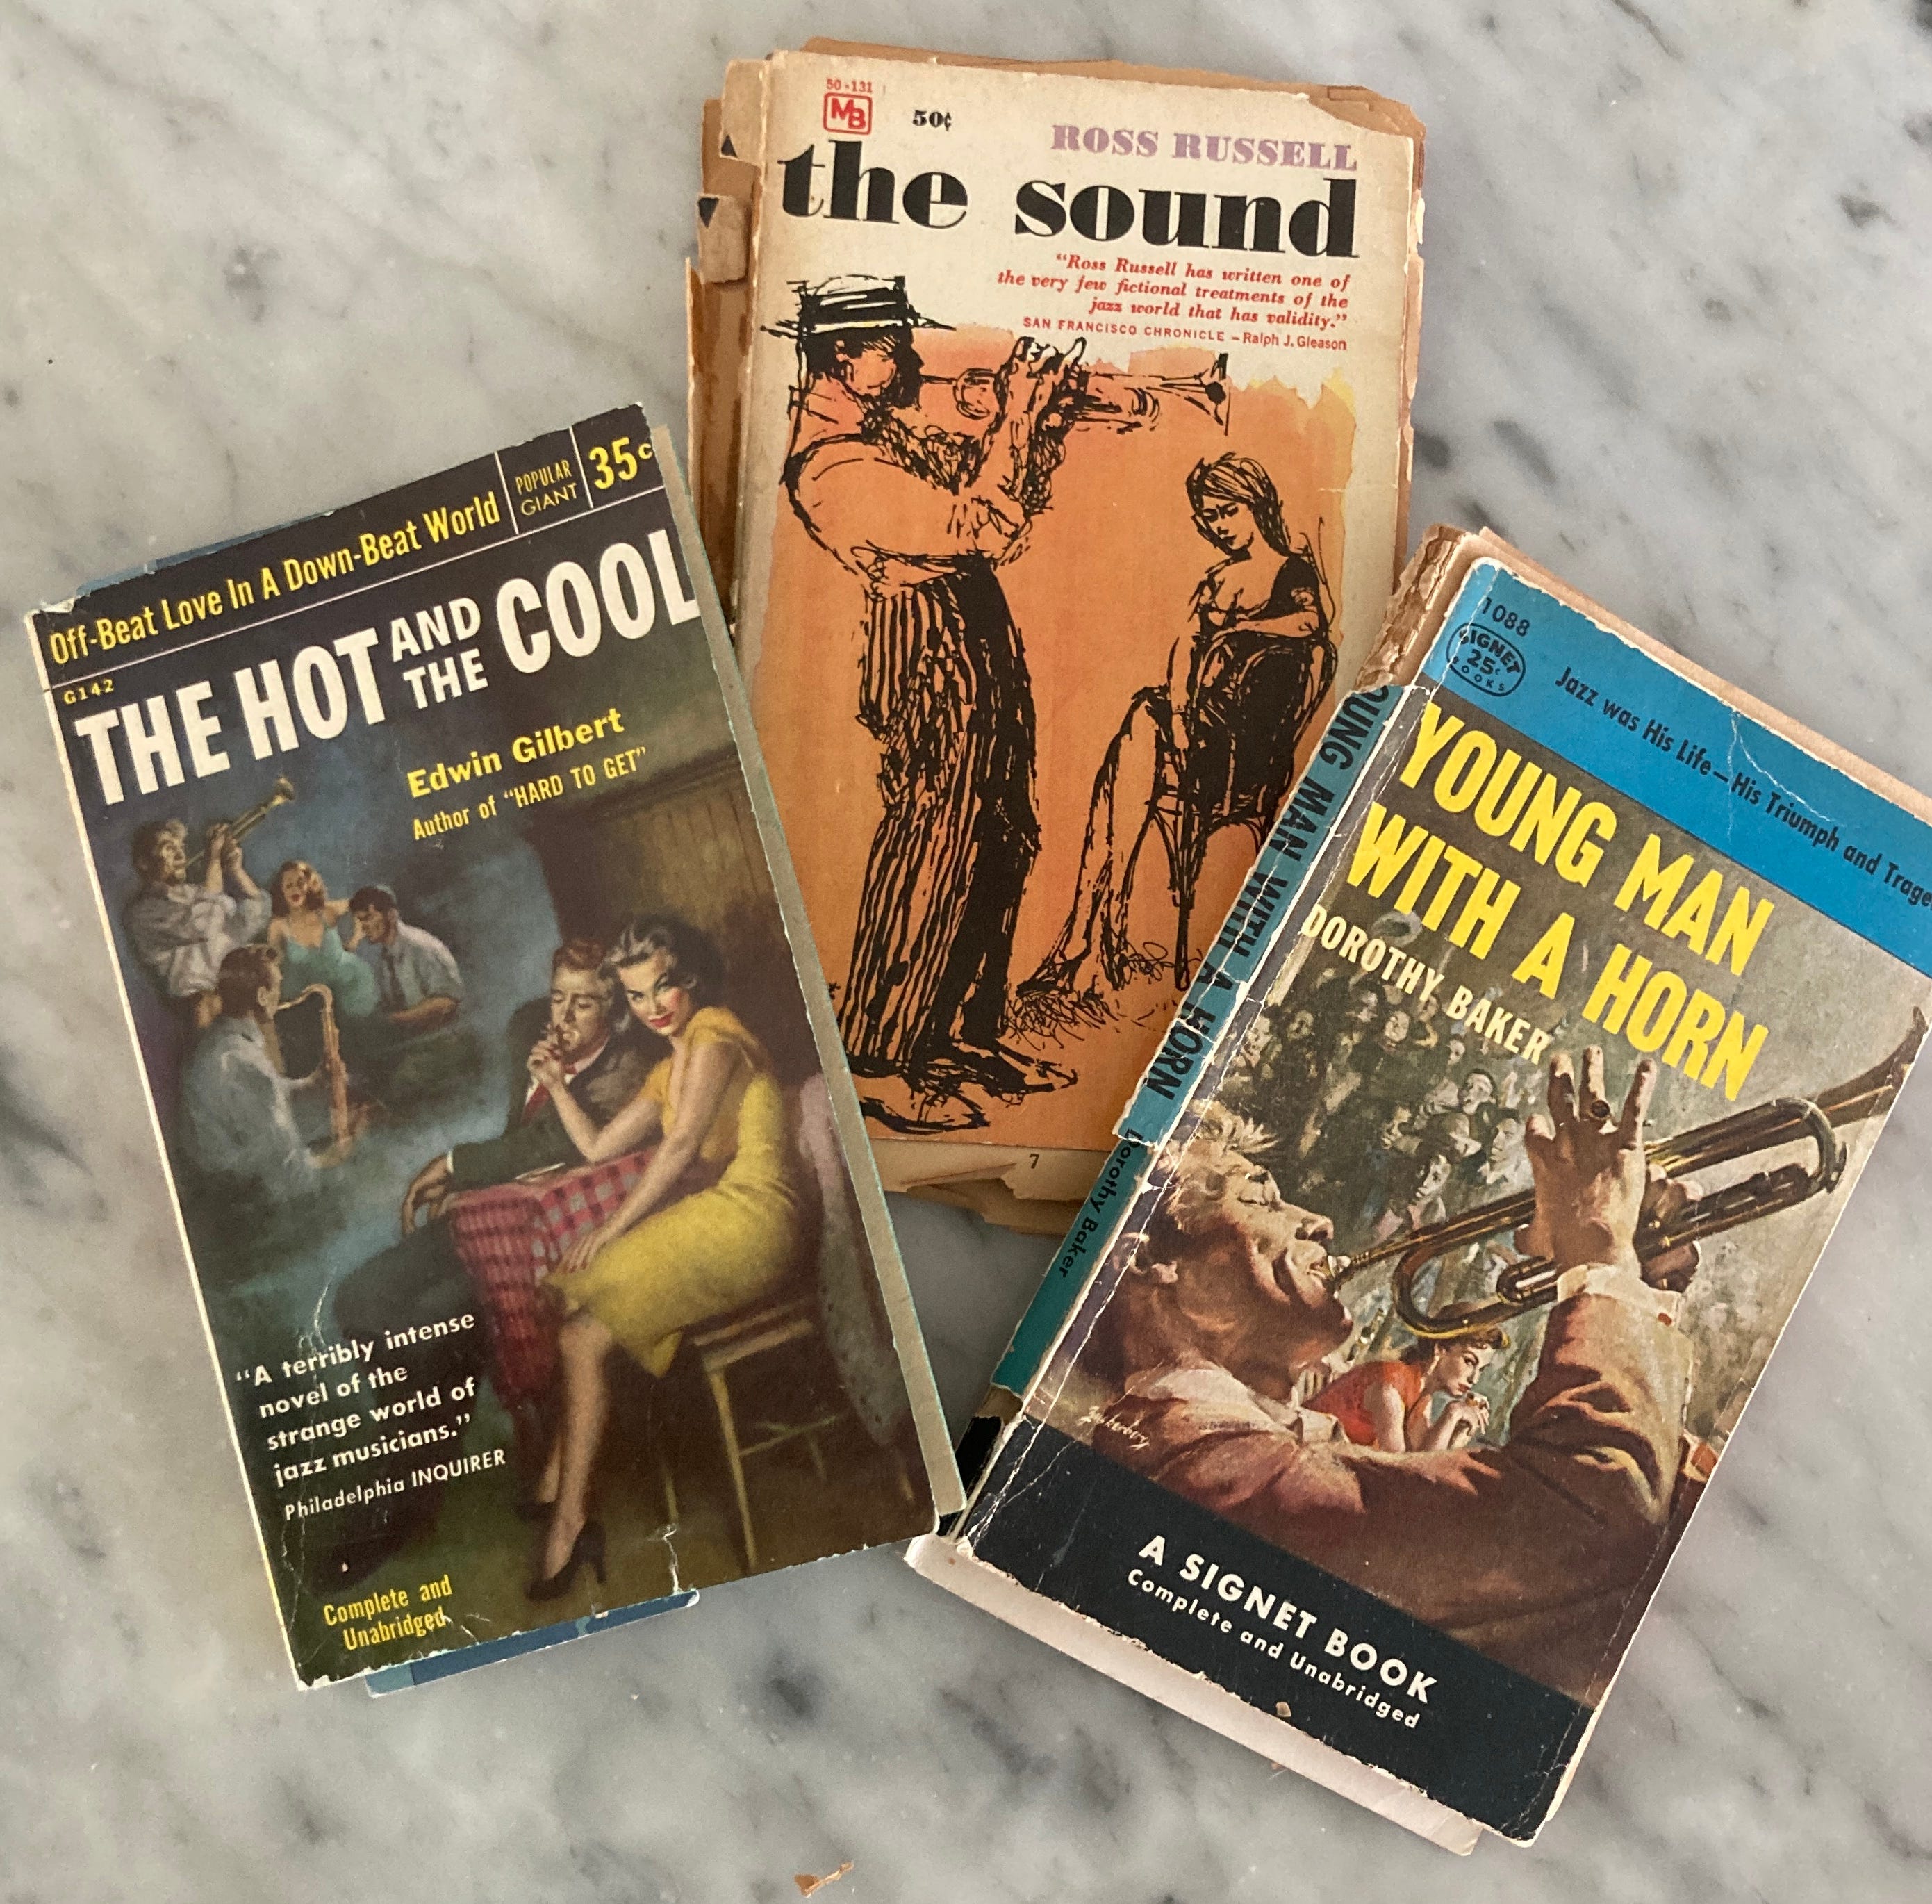 Off-Beat Love In A Down-Beat World
POPULAR
GIANT
35c
G142
THE HOT AND THE COOL
Edwin Gilbert
Author of "HARD TO GET"
"A terribly intense
novel of the
strange world of
jazz musicians."
Philadelphia INQUIRER
Complete and
Unabridged
50-131
MB
50¢
ROSS RUSSELL
the sound
"Ross Russell has written one of
the very few fictional treatments of the
jazz world that has validity."
SAN FRANCISCO CHRONICLE – Ralph J. Gleason
7
1088
SIGNET
25c
BOOKS
Jazz was His Life—His Triumph and Trage
YOUNG MAN
WITH A HORN
DOROTHY BAKER
A SIGNET BOOK
Complete and Unabridged
OUNG MAN WITH A HORN Dorothy Baker